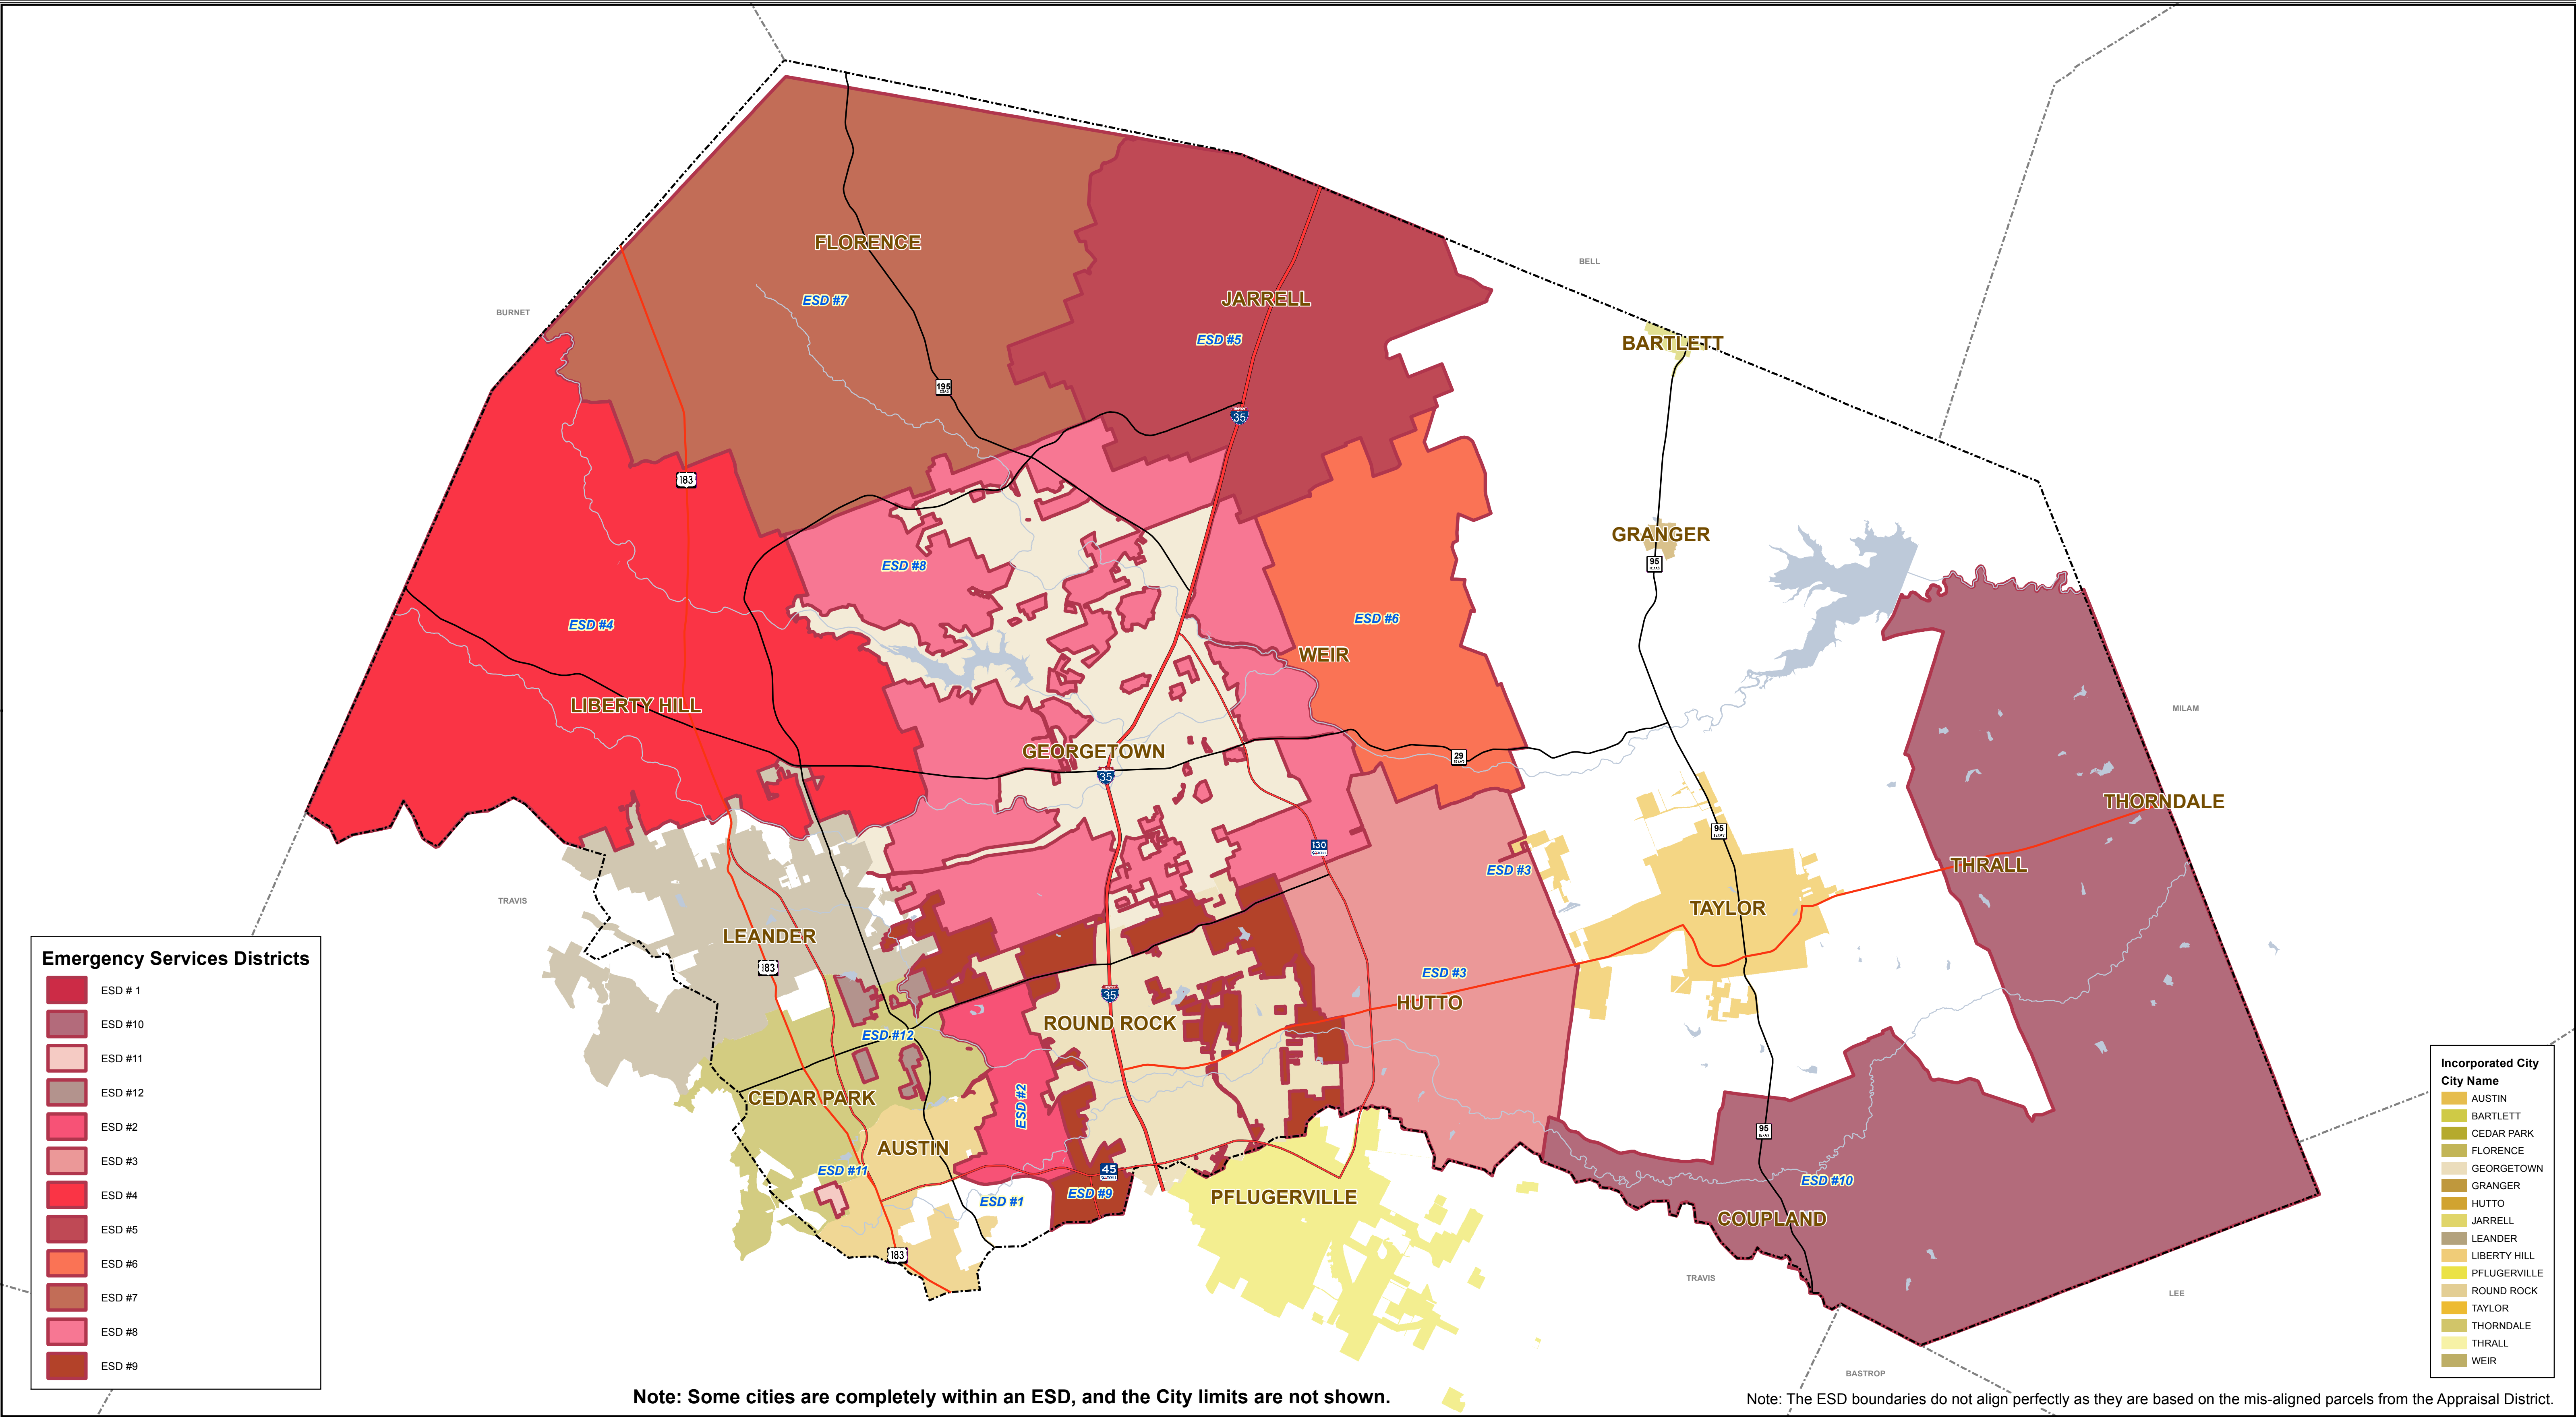 BELL
FLORENCE
ESD #7
JARRELL
BURNET
ESD #5
BARTLETT
195
TEXAS
35
183
GRANGER
95
TEXAS
ESD #8
ESD #6
ESD #4
WEIR
LIBERTY HILL
MILAM
GEORGETOWN
29
TEXAS
35
THORNDALE
95
TEXAS
130
ESD #3
THRALL
TRAVIS
TAYLOR
LEANDER
183
ESD #3
HUTTO
35
ROUND ROCK
ESD #12
CEDAR PARK
ESD #2
95
TEXAS
AUSTIN
ESD #11
45
ESD #10
ESD #9
ESD #1
PFLUGERVILLE
COUPLAND
183
TRAVIS
LEE
BASTROP
Emergency Services Districts
ESD # 1
ESD #10
ESD #11
ESD #12
ESD #2
ESD #3
ESD #4
ESD #5
ESD #6
ESD #7
ESD #8
ESD #9
Incorporated City
City Name
AUSTIN
BARTLETT
CEDAR PARK
FLORENCE
GEORGETOWN
GRANGER
HUTTO
JARRELL
LEANDER
LIBERTY HILL
PFLUGERVILLE
ROUND ROCK
TAYLOR
THORNDALE
THRALL
WEIR
Note: Some cities are completely within an ESD, and the City limits are not shown.
Note: The ESD boundaries do not align perfectly as they are based on the mis-aligned parcels from the Appraisal District.